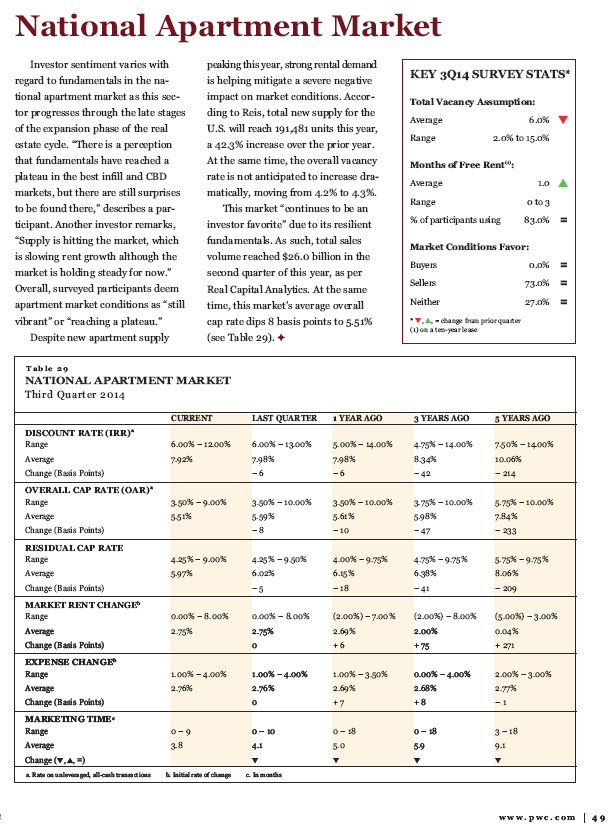 National Apartment Market
Investor sentiment varies with
regard to fundamentals in the na-
tional apartment market as this sec-
tor progresses through the late stages
of the expansion phase of the real
estate cycle. “There is a perception
that fundamentals have reached a
plateau in the best infill and CBD
markets, but there are still surprises
to be found there,” describes a par-
ticipant. Another investor remarks,
“Supply is hitting the market, which
is slowing rent growth although the
market is holding steady for now.”
Overall, surveyed participants deem
apartment market conditions as “still
vibrant” or “reaching a plateau.”
Despite new apartment supply
peaking this year, strong rental demand
is helping mitigate a severe negative
impact on market conditions. Accor-
ding to Reis, total new supply for the
U.S. will reach 191,481 units this year,
a 42.3% increase over the prior year.
At the same time, the overall vacancy
rate is not anticipated to increase dra-
matically, moving from 4.2% to 4.3%.
This market “continues to be an
investor favorite” due to its resilient
fundamentals. As such, total sales
volume reached $26.0 billion in the
second quarter of this year, as per
Real Capital Analytics. At the same
time, this market’s average overall
cap rate dips 8 basis points to 5.51%
(see Table 29). ✦
KEY 3Q14 SURVEY STATS*
Total Vacancy Assumption:
Average 6.0% ▼
Range 2.0% to 15.0%
Months of Free Rent(1):
Average 1.0 ▲
Range 0 to 3
% of participants using 83.0% =
Market Conditions Favor:
Buyers 0.0% =
Sellers 73.0% =
Neither 27.0% =
* ▼, ▲, = change from prior quarter
(1) on a ten-year lease
Table 29
NATIONAL APARTMENT MARKET
Third Quarter 2014
CURRENT LAST QUARTER 1 YEAR AGO 3 YEARS AGO 5 YEARS AGO
DISCOUNT RATE (IRR)a
Range 6.00% – 12.00% 6.00% – 13.00% 5.00% – 14.00% 4.75% – 14.00% 7.50% – 14.00%
Average 7.92% 7.98% 7.98% 8.34% 10.06%
Change (Basis Points) – 6 – 6 – 42 – 214
OVERALL CAP RATE (OAR)a
Range 3.50% – 9.00% 3.50% – 10.00% 3.50% – 10.00% 3.75% – 10.00% 5.75% – 10.00%
Average 5.51% 5.59% 5.61% 5.98% 7.84%
Change (Basis Points) – 8 – 10 – 47 – 233
RESIDUAL CAP RATE
Range 4.25% – 9.00% 4.25% – 9.50% 4.00% – 9.75% 4.75% – 9.75% 5.75% – 9.75%
Average 5.97% 6.02% 6.15% 6.38% 8.06%
Change (Basis Points) – 5 – 18 – 41 – 209
MARKET RENT CHANGEb
Range 0.00% – 8.00% 0.00% – 8.00% (2.00%) – 7.00% (2.00%) – 8.00% (5.00%) – 3.00%
Average 2.75% 2.75% 2.69% 2.00% 0.04%
Change (Basis Points) 0 + 6 + 75 + 271
EXPENSE CHANGEb
Range 1.00% – 4.00% 1.00% – 4.00% 1.00% – 3.50% 0.00% – 4.00% 2.00% – 3.00%
Average 2.76% 2.76% 2.69% 2.68% 2.77%
Change (Basis Points) 0 + 7 + 8 – 1
MARKETING TIMEc
Range 0 – 9 0 – 10 0 – 18 0 – 18 3 – 18
Average 3.8 4.1 5.0 5.9 9.1
Change (▼, ▲, =) ▼ ▼ ▼ ▼
a. Rate on unleveraged, all-cash transactions b. Initial rate of change c. In months
www.pwc.com | 49